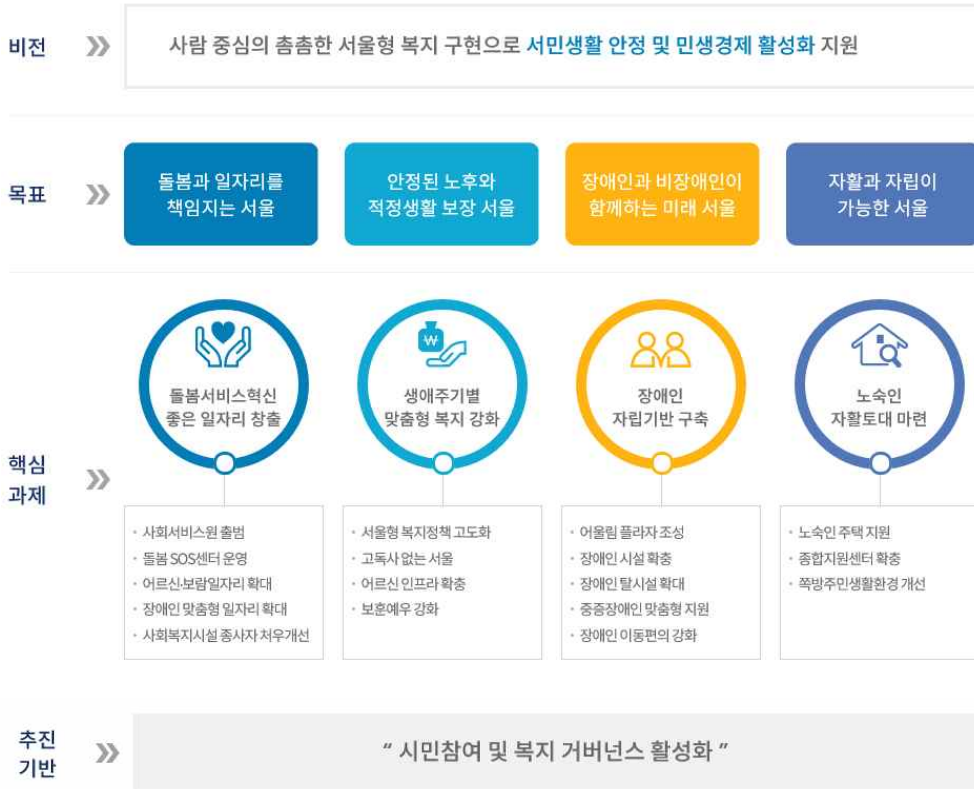 비전
사람 중심의 촘촘한 서울형 복지 구현으로 서민생활 안정 및 민생경제 활성화 지원
목표
돌봄과 일자리를
책임지는 서울
안정된 노후와
적정생활 보장 서울
장애인과 비장애인이
함께하는 미래 서울
자활과 자립이
가능한 서울
핵심
과제
돌봄서비스혁신
좋은 일자리 창출
· 사회서비스원 출범
· 돌봄 SOS센터 운영
· 어르신·보람일자리 확대
· 장애인 맞춤형 일자리 확대
· 사회복지시설 종사자 처우개선
₩
생애주기별
맞춤형 복지 강화
· 서울형 복지정책 고도화
· 고독사 없는 서울
· 어르신 인프라 확충
· 보훈예우 강화
장애인
자립기반 구축
· 어울림 플라자 조성
· 장애인 시설 확충
· 장애인 탈시설 확대
· 중증장애인 맞춤형 지원
· 장애인 이동편의 강화
노숙인
자활토대 마련
· 노숙인 주택 지원
· 종합지원센터 확충
· 쪽방주민생활환경 개선
추진
기반
“ 시민참여 및 복지 거버넌스 활성화 ”